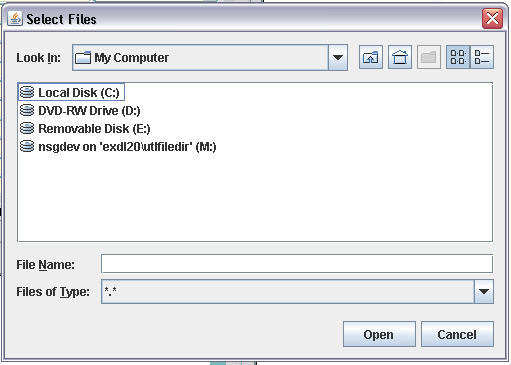 Select Files
Look In: My Computer
Local Disk (C:)
DVD-RW Drive (D:)
Removable Disk (E:)
nsgdev on 'exdl20\utlfiledir' (M:)
File Name:
Files of Type: *.*
Open Cancel